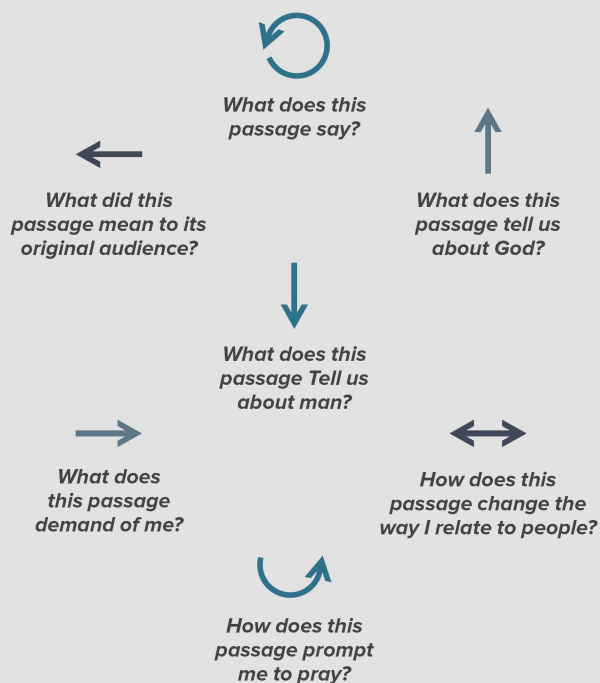 What does this
passage say?
What did this
passage mean to its
original audience?
What does this
passage tell us
about God?
What does this
passage Tell us
about man?
What does
this passage
demand of me?
How does this
passage change the
way I relate to people?
How does this
passage prompt
me to pray?